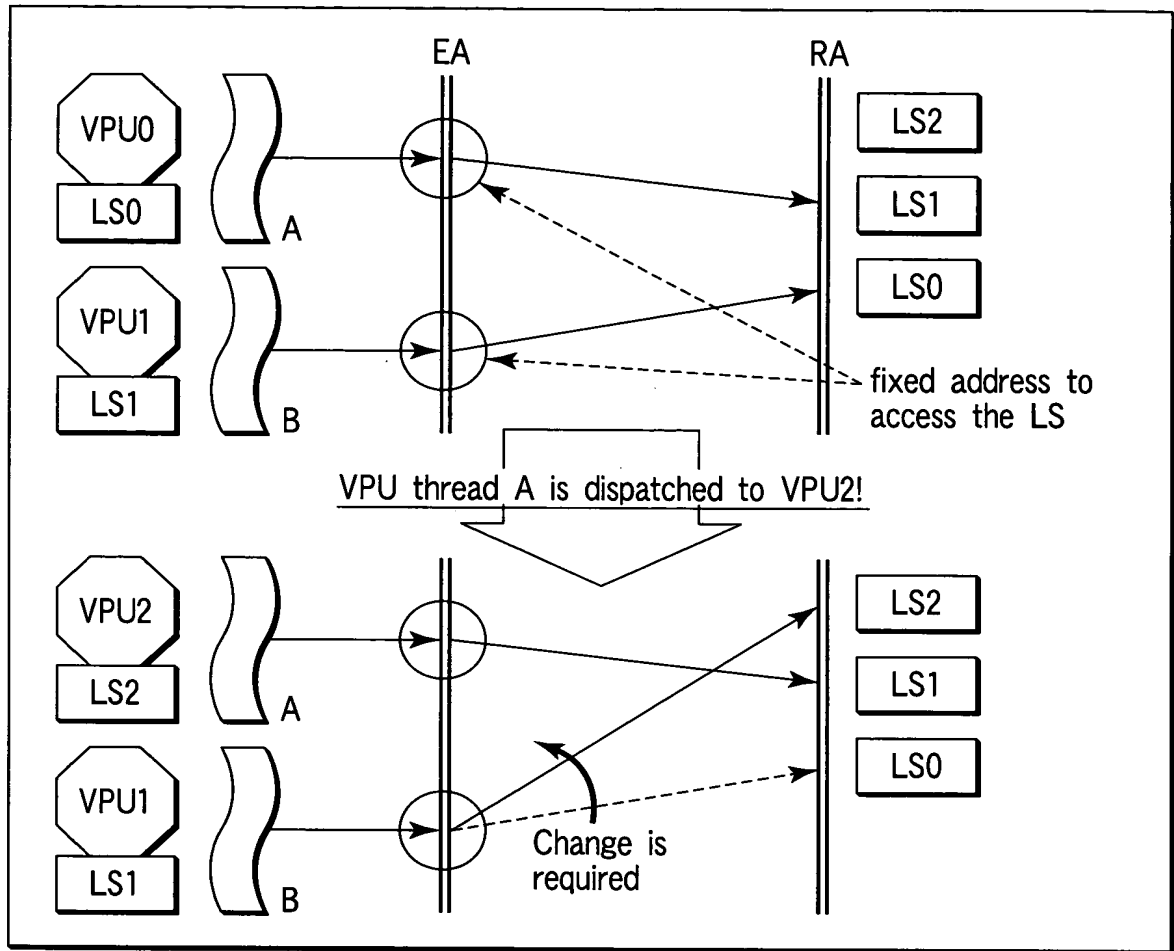 EA
RA
VPU0
LS0
A
LS2
LS1
LS0
VPU1
LS1
B
fixed address to
access the LS
VPU thread A is dispatched to VPU2!
VPU2
LS2
A
LS2
LS1
LS0
VPU1
LS1
B
Change is
required